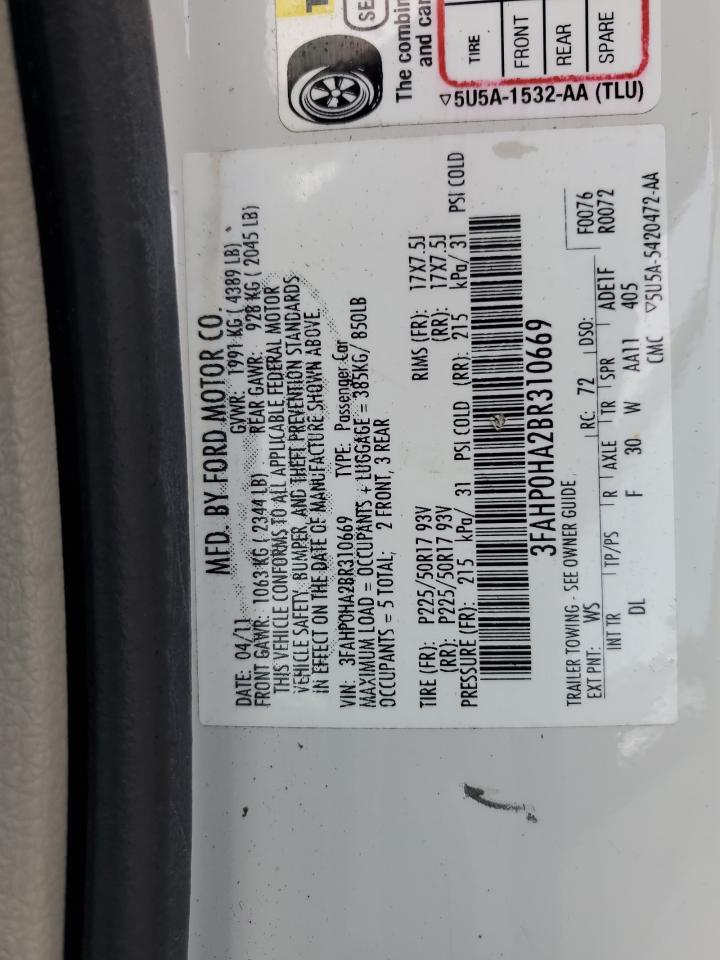 SE
The combin
and car
TIRE
FRONT
REAR
SPARE
▽5U5A-1532-AA (TLU)
MFD. BY FORD MOTOR CO.
DATE: 04/11 GVWR: 1991 KG ( 4389 LB)
FRONT GAWR: 1063 KG ( 2344 LB) REAR GAWR: 928 KG ( 2045 LB)
THIS VEHICLE CONFORMS TO ALL APPLICABLE FEDERAL MOTOR
VEHICLE SAFETY, BUMPER, AND THEFT PREVENTION STANDARDS
IN EFFECT ON THE DATE OF MANUFACTURE SHOWN ABOVE.
VIN: 3FAHP0HA2BR310669 TYPE: Passenger Car
MAXIMUM LOAD = OCCUPANTS + LUGGAGE = 385KG/ 850LB
OCCUPANTS = 5 TOTAL; 2 FRONT, 3 REAR
TIRE (FR): P225/50R17 93V RIMS (FR): 17X7.5J
(RR): P225/50R17 93V (RR): 17X7.5J
PRESSURE (FR): 215 kPa/ 31 PSI COLD (RR): 215 kPa/ 31 PSI COLD
3FAHP0HA2BR310669
TRAILER TOWING - SEE OWNER GUIDE F0076
EXT PNT: WS RC: 72 DSO: R0072
INT TR TP/PS R AXLE TR SPR ADE1F
DL F 30 W AA11 405
CMC ▽5U5A-5420472-AA